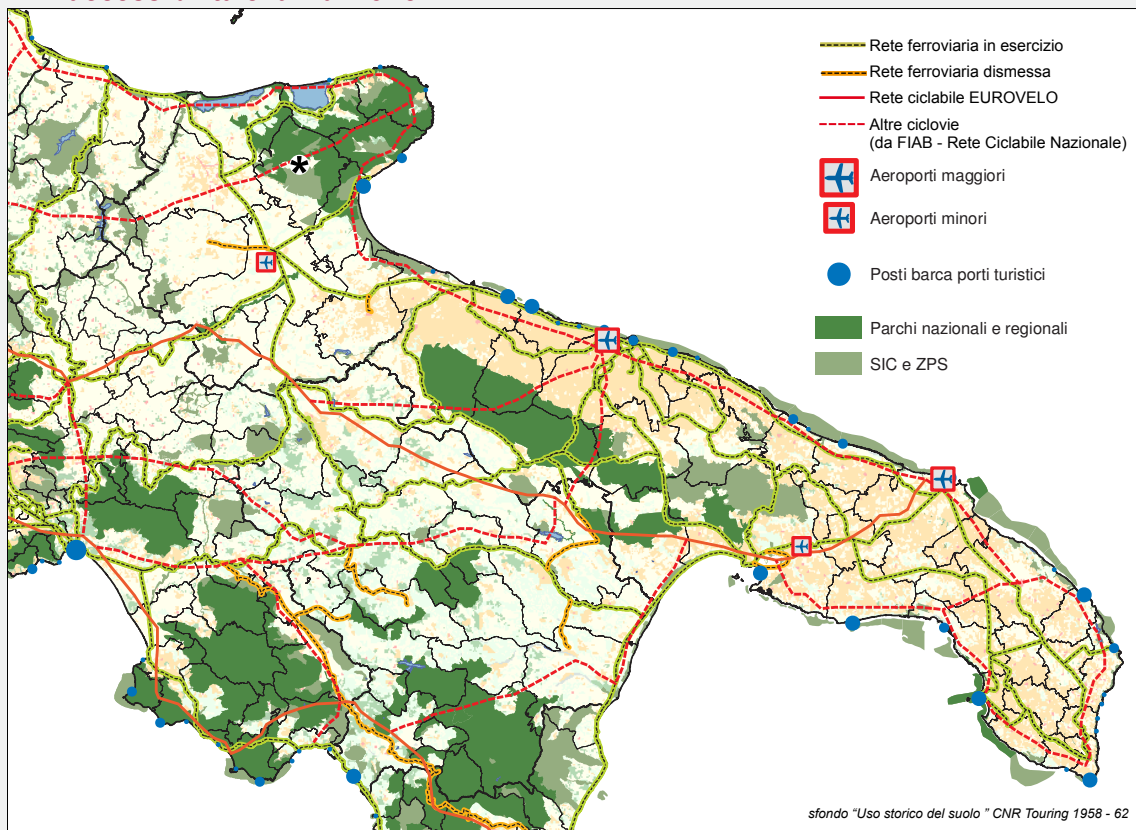 Rete ferroviaria in esercizio
Rete ferroviaria dismessa
Rete ciclabile EUROVELO
Altre ciclovie
(da FIAB - Rete Ciclabile Nazionale)
Aeroporti maggiori
Aeroporti minori
Posti barca porti turistici
Parchi nazionali e regionali
SIC e ZPS
*
sfondo “Uso storico del suolo ” CNR Touring 1958 - 62